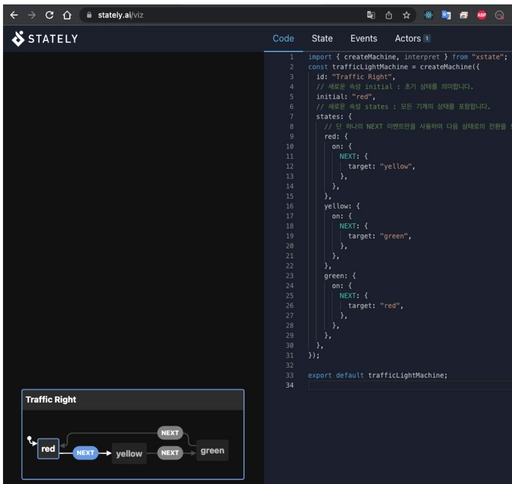 stately.ai/viz
STATELY
Code State Events Actors 1
1 import { createMachine, interpret } from "xstate";
2 const trafficLightMachine = createMachine({
3 id: "Traffic Right",
4 // 새로운 속성 initial : 초기 상태를 의미합니다.
5 initial: "red",
6 // 새로운 속성 states : 모든 기계의 상태를 포함합니다.
7 states: {
8 // 단 하나의 NEXT 이벤트만을 사용하여 다음 상태로의 전환을
9 red: {
10 on: {
11 NEXT: {
12 target: "yellow",
13 },
14 },
15 },
16 yellow: {
17 on: {
18 NEXT: {
19 target: "green",
20 },
21 },
22 },
23 green: {
24 on: {
25 NEXT: {
26 target: "red",
27 },
28 },
29 },
30 },
31 });
32
33 export default trafficLightMachine;
34
Traffic Right
NEXT
red NEXT yellow NEXT green